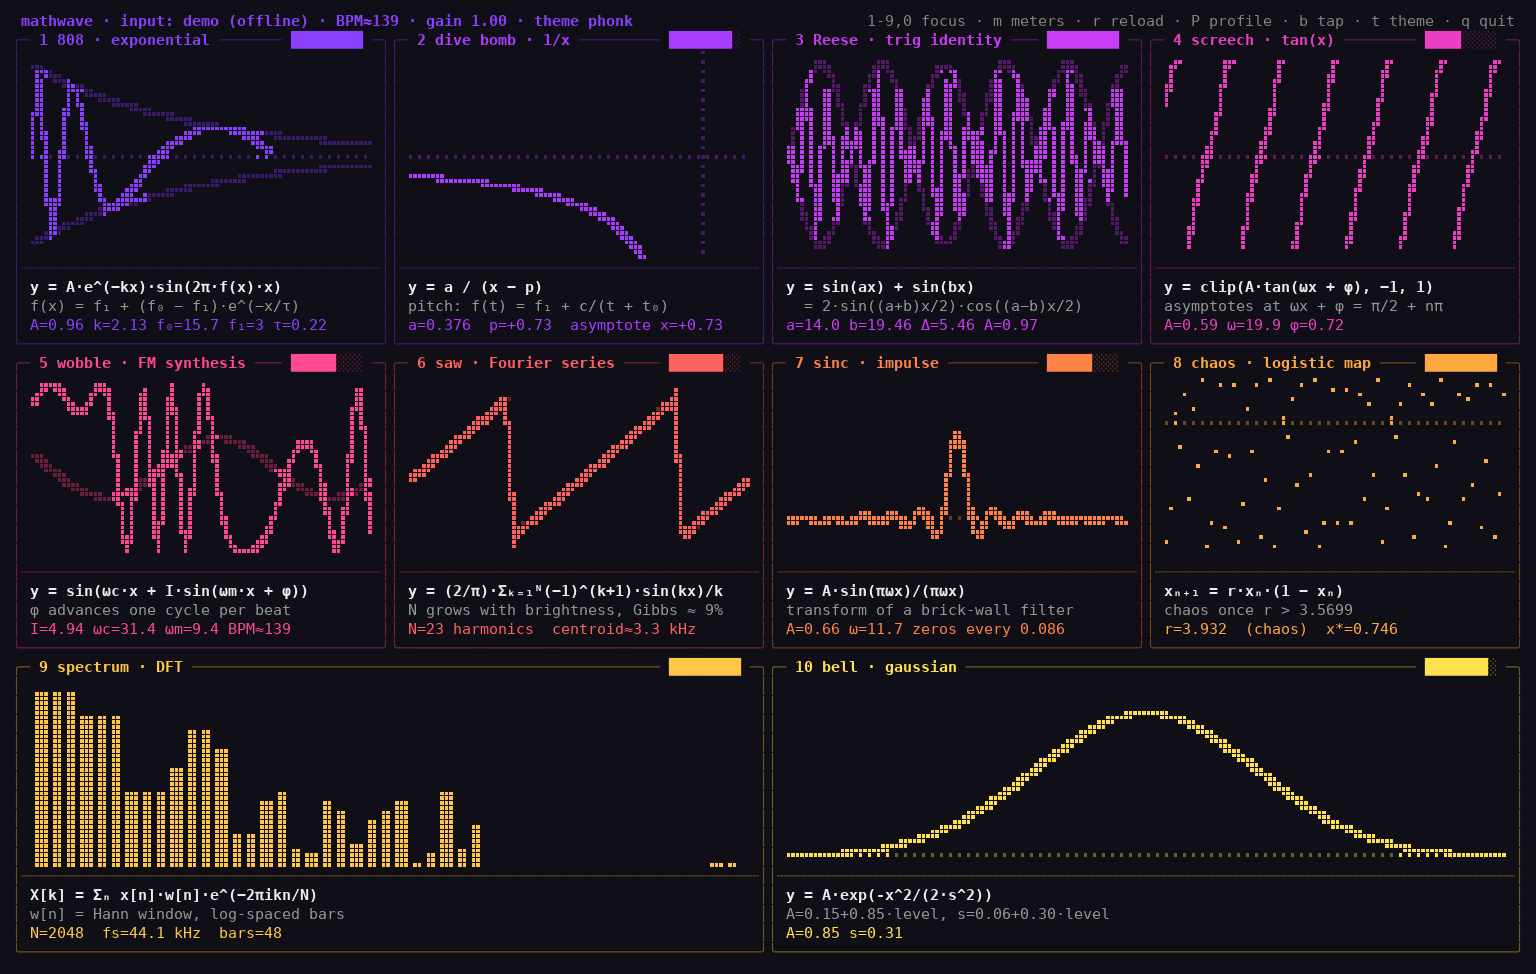 mathwave · input: demo (offline) · BPM≈139 · gain 1.00 · theme phonk
1-9,0 focus · m meters · r reload · P profile · b tap · t theme · q quit
1 808 · exponential
y = A·e^(−kx)·sin(2π·f(x)·x)
f(x) = f₁ + (f₀ − f₁)·e^(−x/τ)
A=0.96 k=2.13 f₀=15.7 f₁=3 τ=0.22
2 dive bomb · 1/x
y = a / (x − p)
pitch: f(t) = f₁ + c/(t + t₀)
a=0.376  p=+0.73  asymptote x=+0.73
3 Reese · trig identity
y = sin(ax) + sin(bx)
= 2·sin((a+b)x/2)·cos((a−b)x/2)
a=14.0 b=19.46 Δ=5.46 A=0.97
4 screech · tan(x)
y = clip(A·tan(ωx + φ), −1, 1)
asymptotes at ωx + φ = π/2 + nπ
A=0.59 ω=19.9 φ=0.72
5 wobble · FM synthesis
y = sin(ωc·x + I·sin(ωm·x + φ))
φ advances one cycle per beat
I=4.94 ωc=31.4 ωm=9.4 BPM≈139
6 saw · Fourier series
y = (2/π)·Σₖ₌₁ᴺ(−1)^(k+1)·sin(kx)/k
N grows with brightness, Gibbs ≈ 9%
N=23 harmonics  centroid≈3.3 kHz
7 sinc · impulse
y = A·sin(πωx)/(πωx)
transform of a brick-wall filter
A=0.66 ω=11.7 zeros every 0.086
8 chaos · logistic map
xₙ₊₁ = r·xₙ·(1 − xₙ)
chaos once r > 3.5699
r=3.932  (chaos)  x*=0.746
9 spectrum · DFT
X[k] = Σₙ x[n]·w[n]·e^(−2πikn/N)
w[n] = Hann window, log-spaced bars
N=2048  fs=44.1 kHz  bars=48
10 bell · gaussian
y = A·exp(-x^2/(2·s^2))
A=0.15+0.85·level, s=0.06+0.30·level
A=0.85 s=0.31